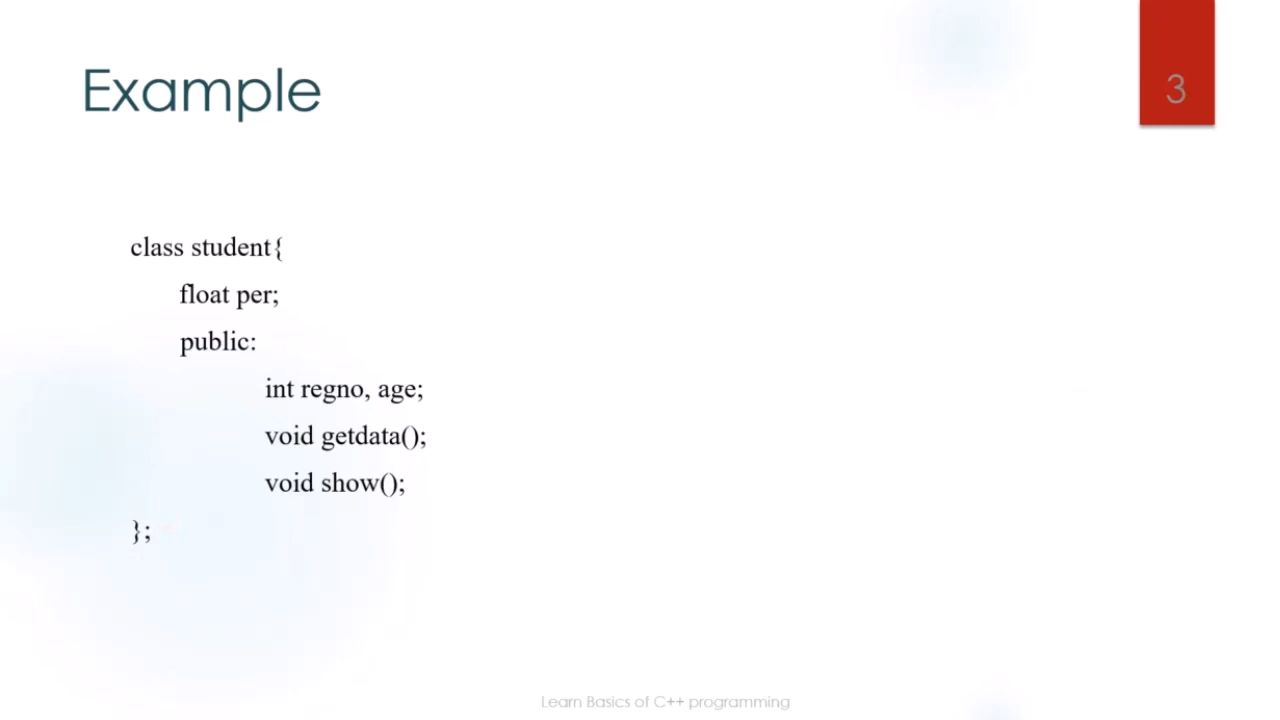 Example
3
class student{
float per;
public:
int regno, age;
void getdata();
void show();
};
Learn Basics of C++ programming